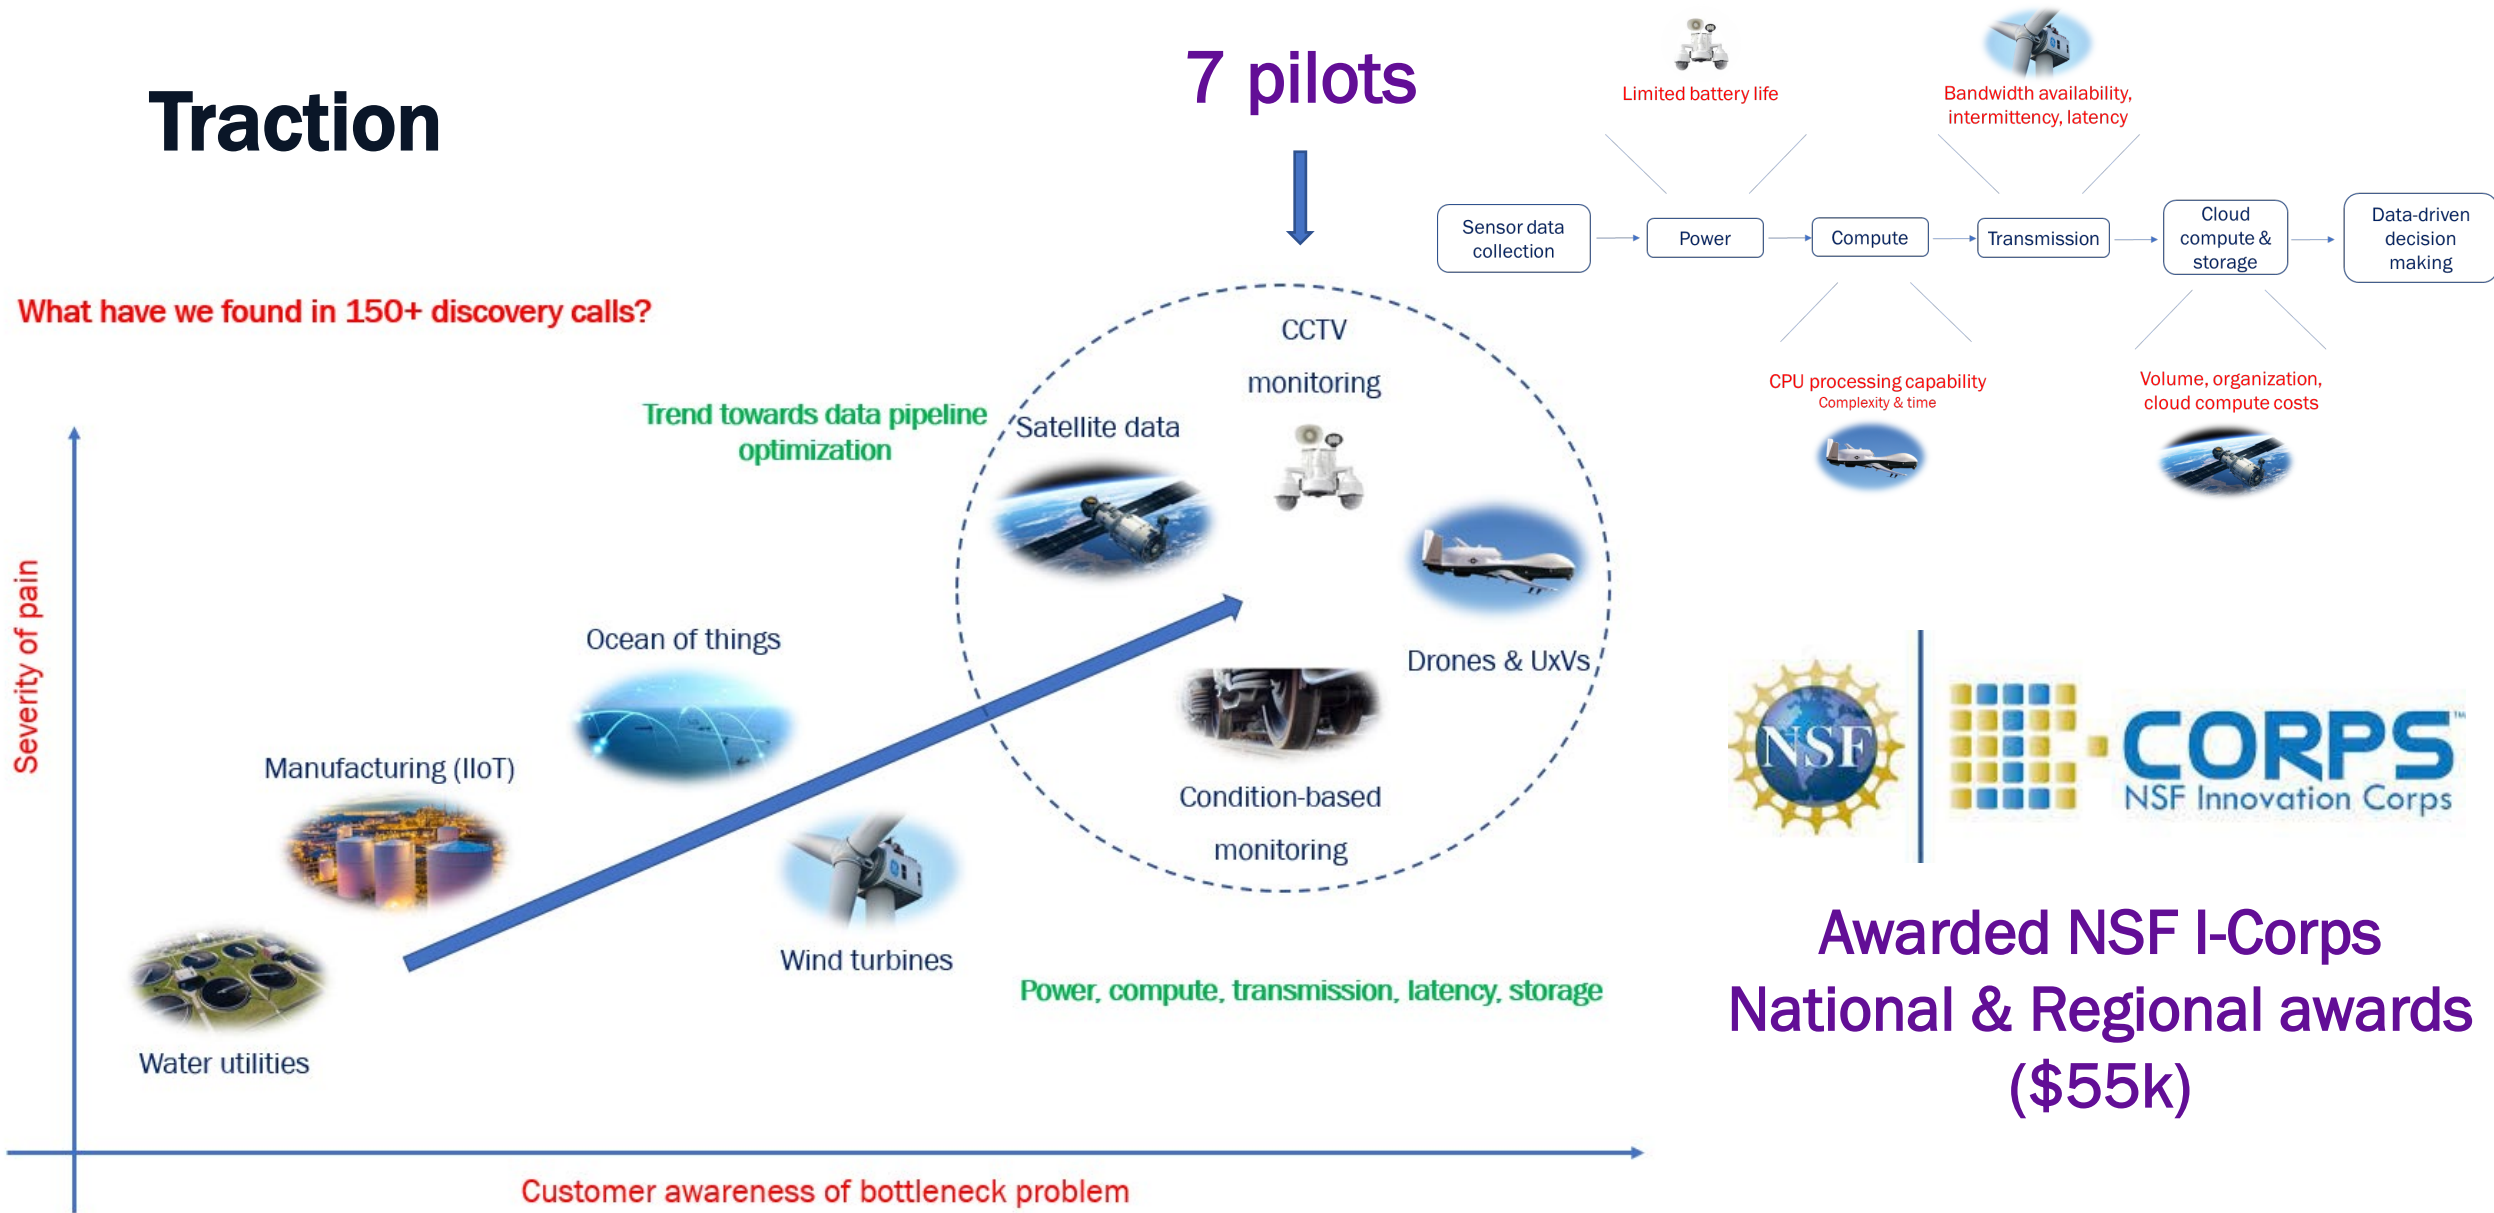 Traction
7 pilots
Limited battery life
Bandwidth availability,
intermittency, latency
Sensor data
collection
Power
Compute
Transmission
Cloud
compute &
storage
Data-driven
decision
making
CPU processing capability
Complexity & time
Volume, organization,
cloud compute costs
What have we found in 150+ discovery calls?
Trend towards data pipeline
optimization
CCTV
monitoring
Satellite data
Drones & UxVs
Condition-based
monitoring
Ocean of things
Manufacturing (IIoT)
Wind turbines
Water utilities
Power, compute, transmission, latency, storage
Severity of pain
Customer awareness of bottleneck problem
NSF
I-CORPS™
NSF Innovation Corps
Awarded NSF I-Corps
National & Regional awards
($55k)